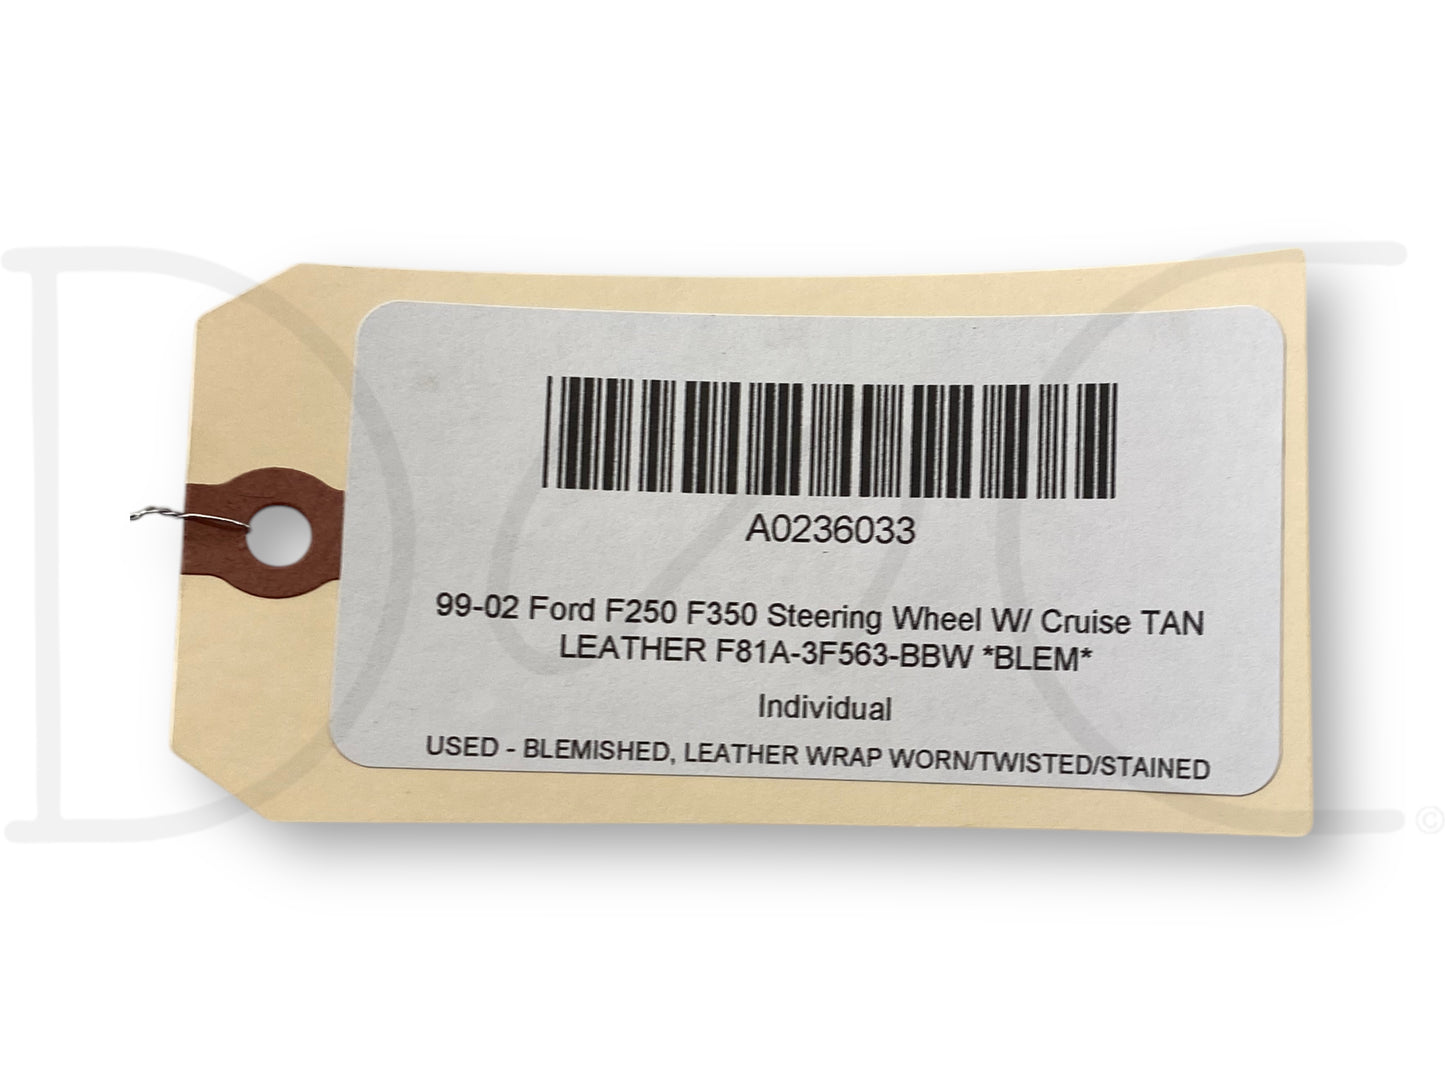 A0236033
99-02 Ford F250 F350 Steering Wheel W/ Cruise TAN
LEATHER F81A-3F563-BBW *BLEM*
Individual
USED - BLEMISHED, LEATHER WRAP WORN/TWISTED/STAINED
©